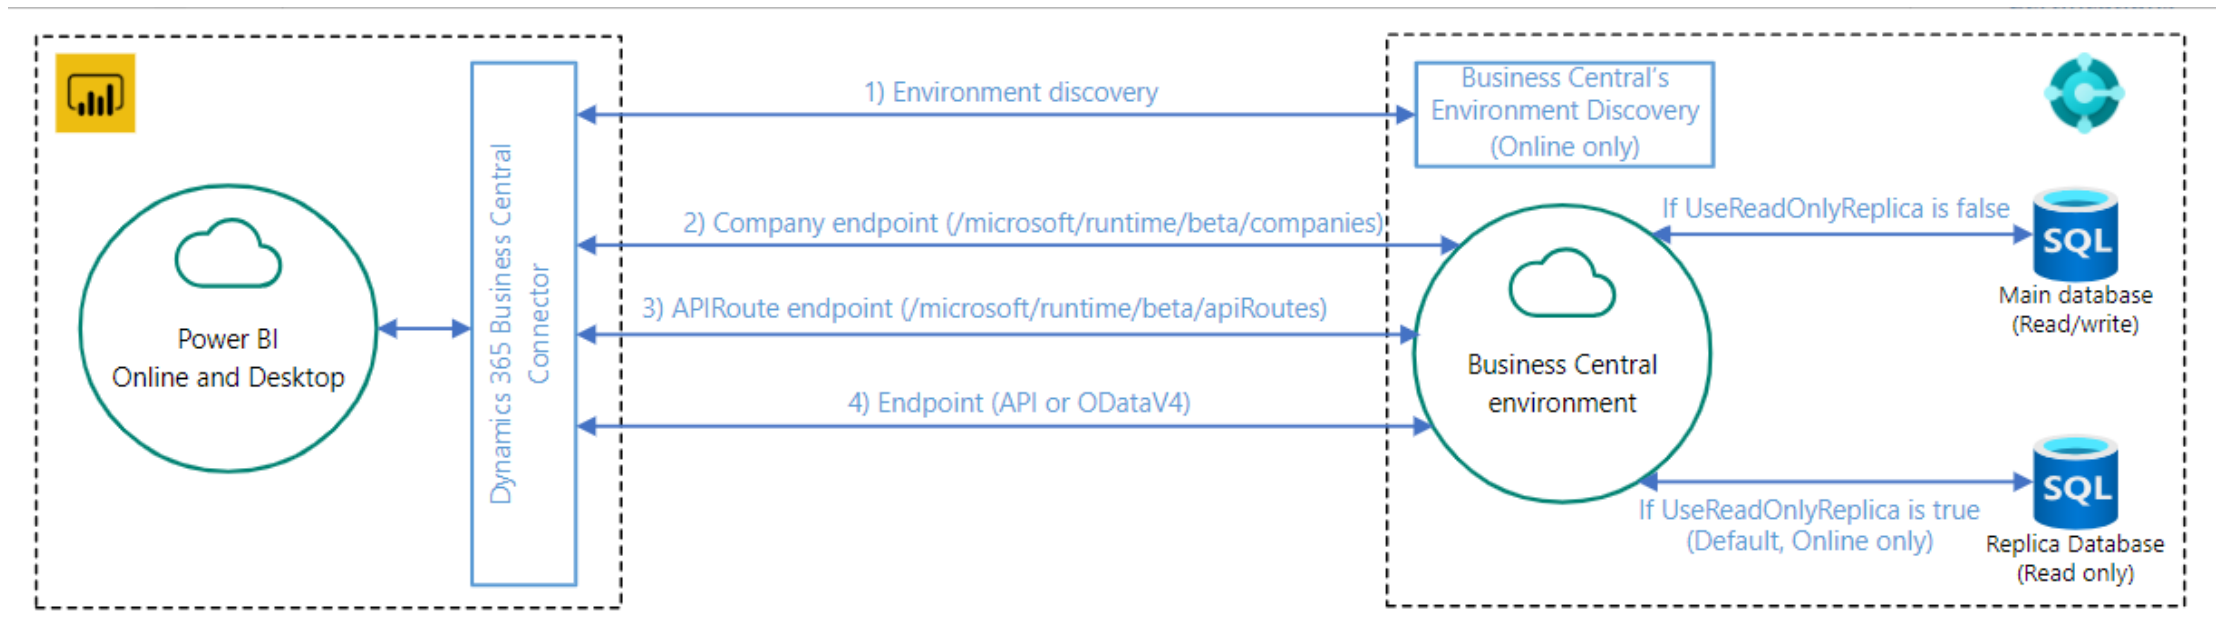 1) Environment discovery
Business Central's
Environment Discovery
(Online only)
Dynamics 365 Business Central
Connector
2) Company endpoint (/microsoft/runtime/beta/companies)
If UseReadOnlyReplica is false
SQL
Main database
(Read/write)
3) APIRoute endpoint (/microsoft/runtime/beta/apiRoutes)
Power BI
Online and Desktop
Business Central
environment
4) Endpoint (API or ODataV4)
If UseReadOnlyReplica is true
(Default, Online only)
SQL
Replica Database
(Read only)